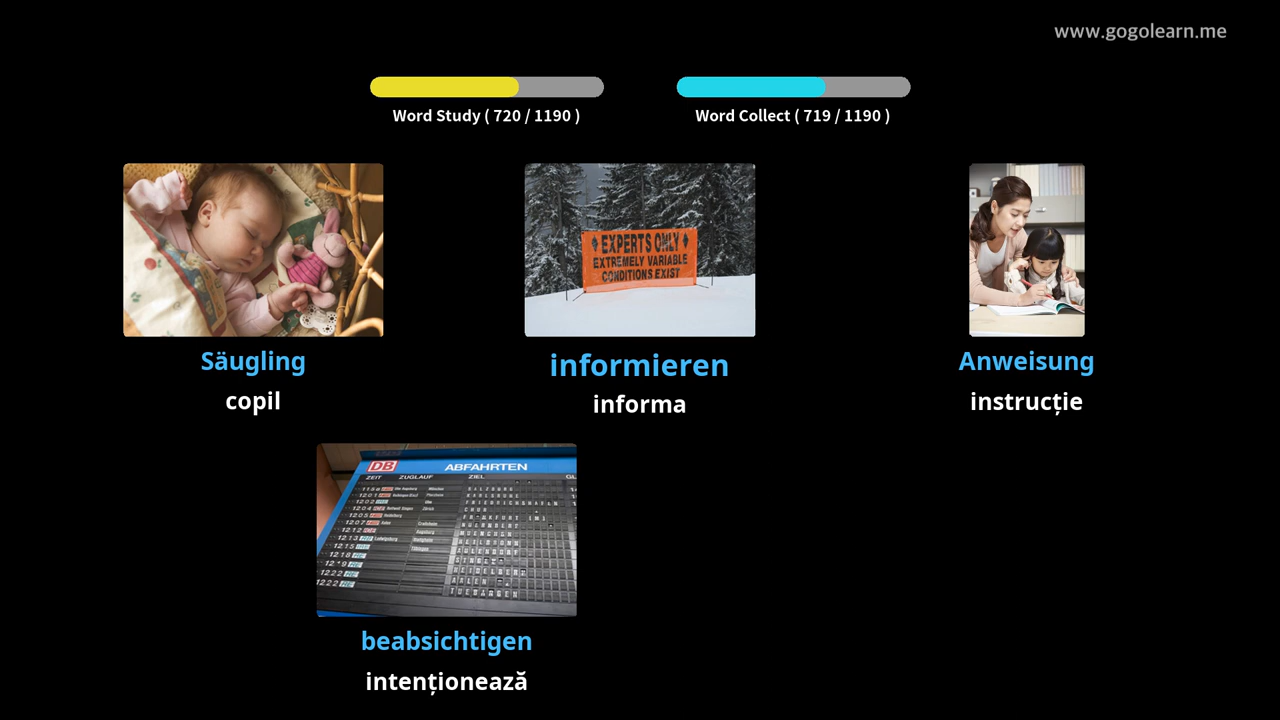 www.gogolearn.me
Word Study ( 720 / 1190 )
Word Collect ( 719 / 1190 )
EXPERTS ONLY
EXTREMELY VARIABLE
CONDITIONS EXIST
Säugling
copil
informieren
informa
Anweisung
instrucție
DB ABFAHRTEN
ZEIT ZUGLAUF ZIEL
beabsichtigen
intenționează